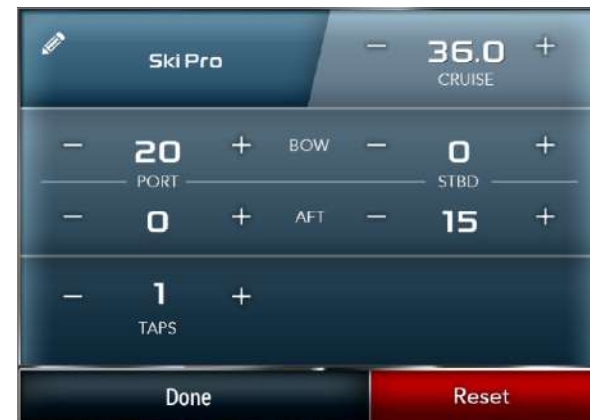 Ski Pro
− 36.0 +
CRUISE
− 20 + BOW − 0 +
PORT STBD
− 0 + AFT − 15 +
− 1 +
TAPS
Done Reset